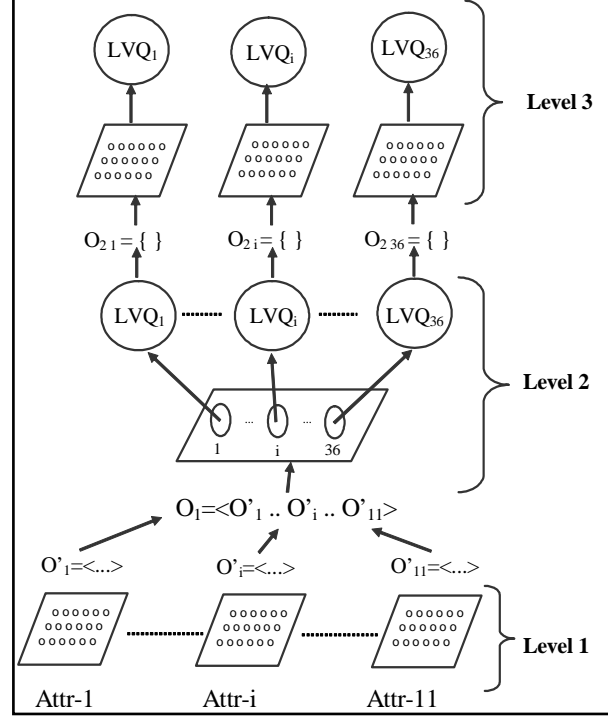 LVQ1 LVQi LVQ36
Level 3
O2 1 = { } O2 i = { } O2 36 = { }
LVQ1 LVQi LVQ36
Level 2
... ...
1 i 36
O1=<O’1 .. O’i .. O’11>
O’1=<...> O’i=<...> O’11=<...>
Level 1
Attr-1 Attr-i Attr-11